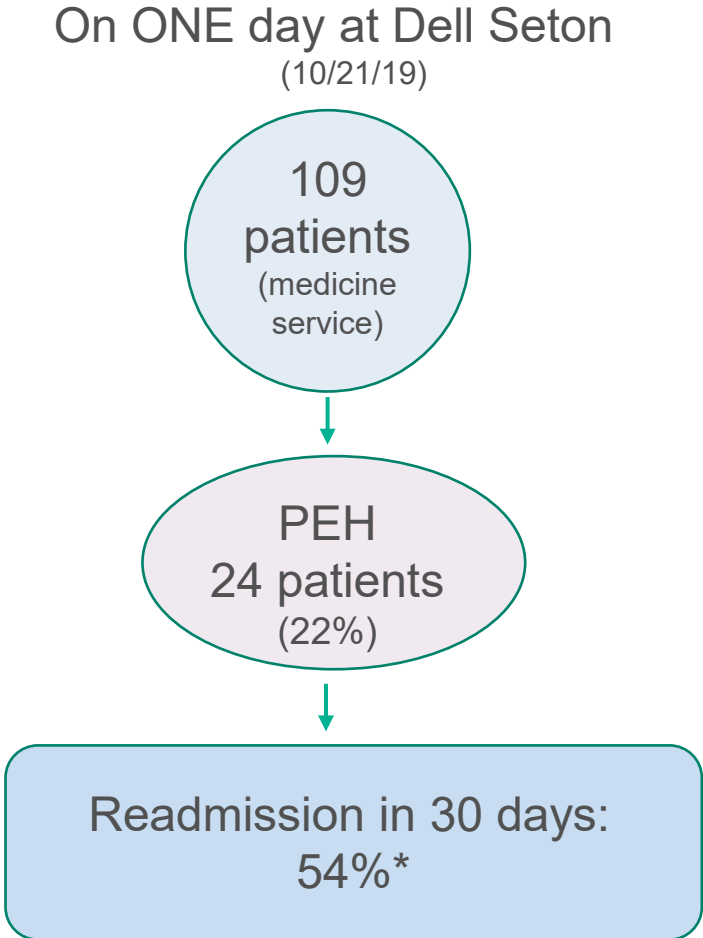 On ONE day at Dell Seton
(10/21/19)
109
patients
(medicine
service)
PEH
24 patients
(22%)
Readmission in 30 days:
54%*